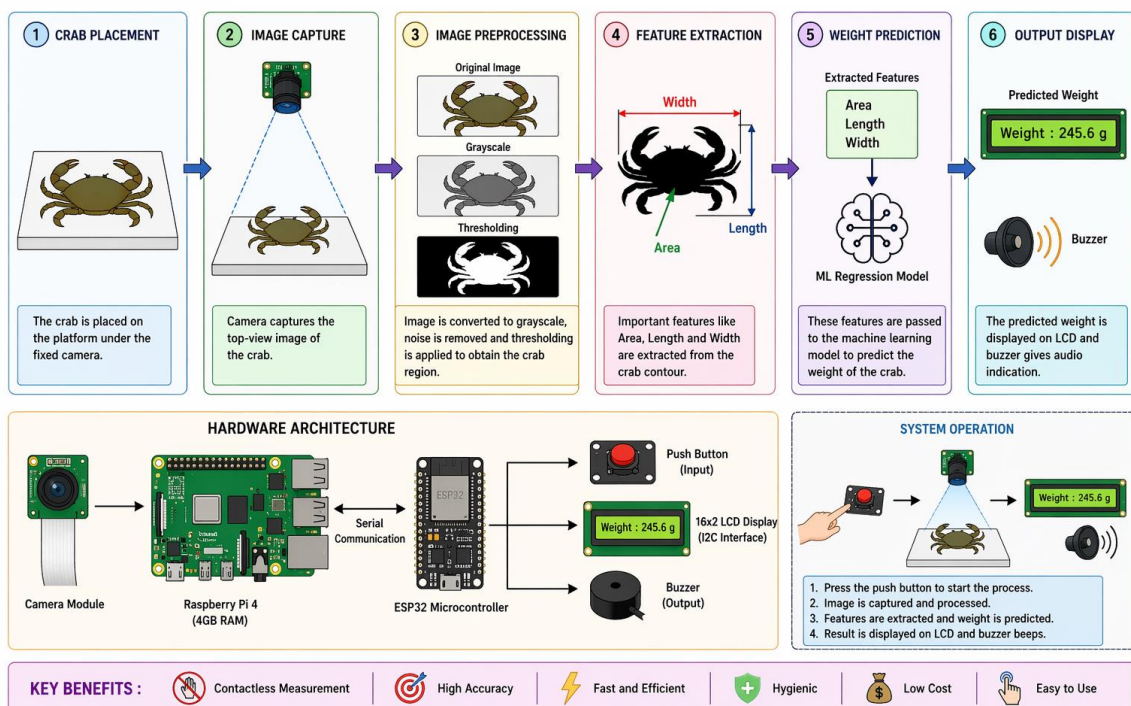 1 CRAB PLACEMENT
The crab is placed on
the platform under the
fixed camera.
2 IMAGE CAPTURE
Camera captures the
top-view image of
the crab.
3 IMAGE PREPROCESSING
Original Image
Grayscale
Thresholding
Image is converted to grayscale,
noise is removed and thresholding
is applied to obtain the crab
region.
4 FEATURE EXTRACTION
Width
Length
Area
Important features like
Area, Length and Width
are extracted from the
crab contour.
5 WEIGHT PREDICTION
Extracted Features
Area
Length
Width
ML Regression Model
These features are passed
to the machine learning
model to predict the
weight of the crab.
6 OUTPUT DISPLAY
Predicted Weight
Weight : 245.6 g
Buzzer
The predicted weight is
displayed on LCD and
buzzer gives audio
indication.
HARDWARE ARCHITECTURE
Camera Module
Raspberry Pi 4
(4GB RAM)
Serial
Communication
ESP32
ESP32 Microcontroller
Push Button
(Input)
Weight : 245.6 g
16x2 LCD Display
(I2C Interface)
Buzzer
(Output)
SYSTEM OPERATION
Weight : 245.6 g
1. Press the push button to start the process.
2. Image is captured and processed.
3. Features are extracted and weight is predicted.
4. Result is displayed on LCD and buzzer beeps.
KEY BENEFITS :
Contactless Measurement
High Accuracy
Fast and Efficient
Hygienic
$
Low Cost
Easy to Use